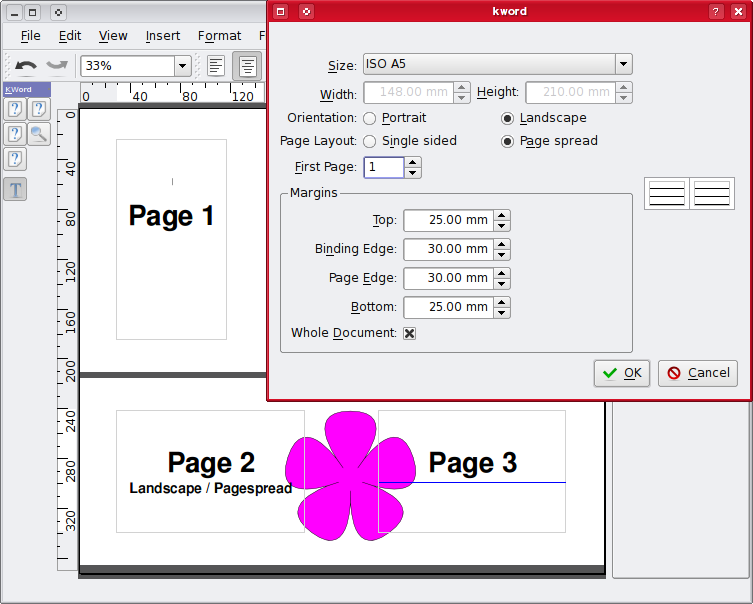 kword
File Edit View Insert Format F
33%
KWord
0 40 80 120
0
40
80
120
160
200
240
280
320
T
Page 1
Page 2
Landscape / Pagespread
Page 3
Size: ISO A5
Width: 148.00 mm Height: 210.00 mm
Orientation: Portrait Landscape
Page Layout: Single sided Page spread
First Page: 1
Margins
Top: 25.00 mm
Binding Edge: 30.00 mm
Page Edge: 30.00 mm
Bottom: 25.00 mm
Whole Document:
OK Cancel